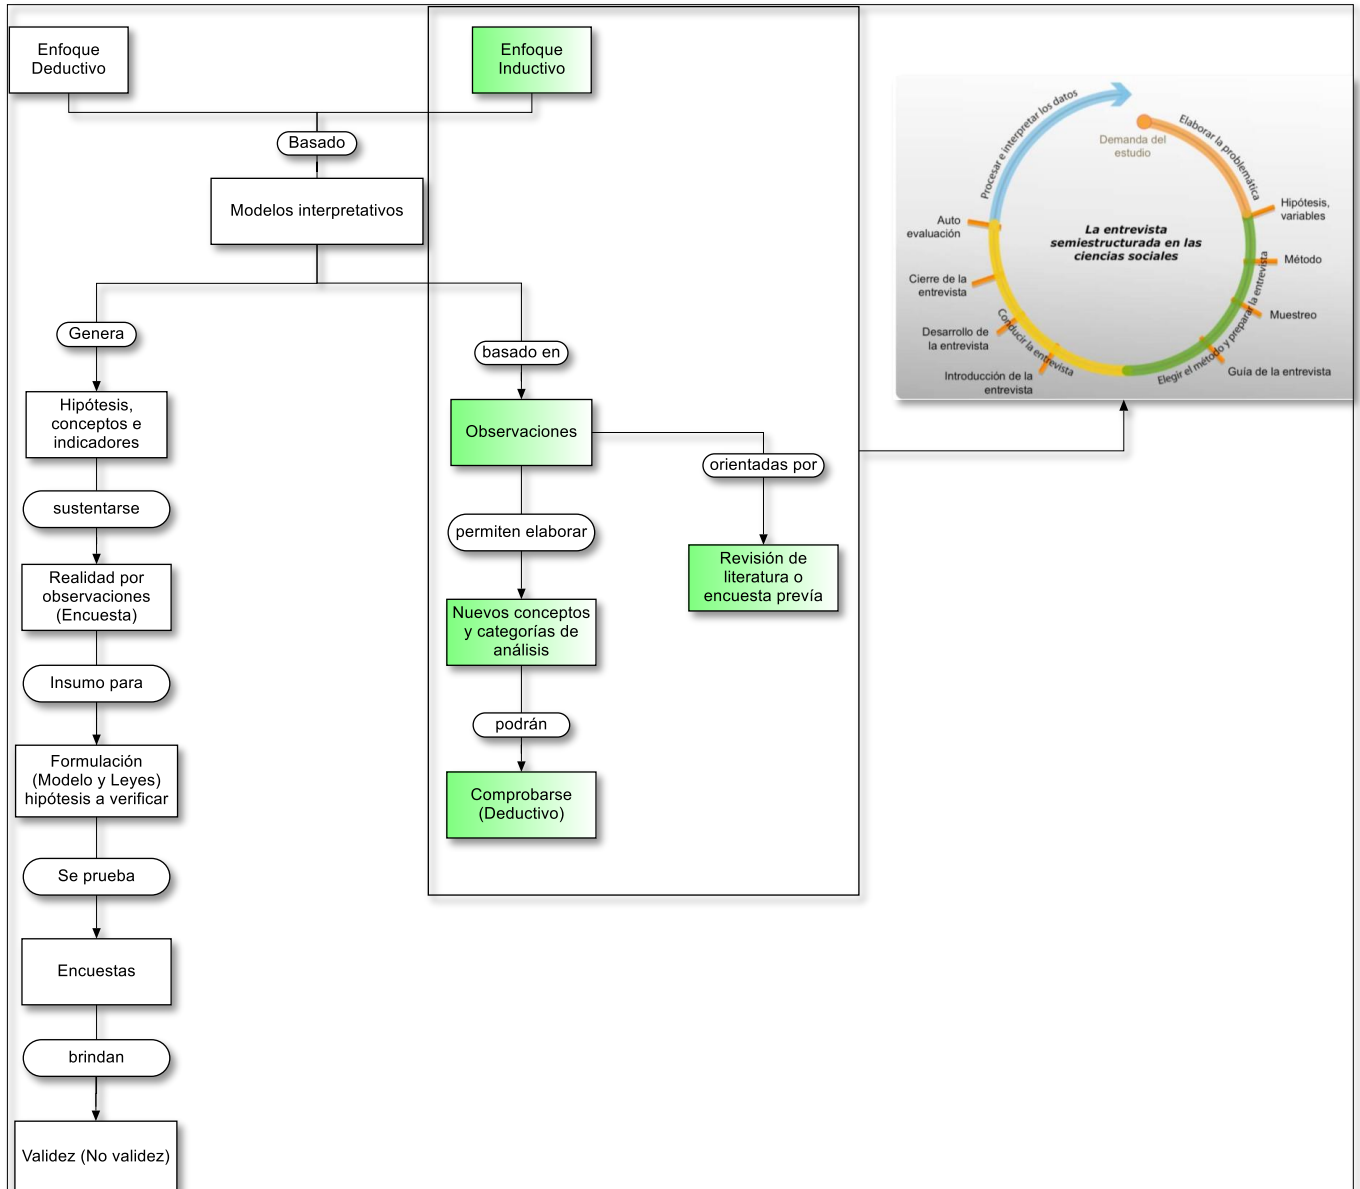 Enfoque
Deductivo
Enfoque
Inductivo
Basado
Modelos interpretativos
Genera
Hipótesis,
conceptos e
indicadores
sustentarse
Realidad por
observaciones
(Encuesta)
Insumo para
Formulación
(Modelo y Leyes)
hipótesis a verificar
Se prueba
Encuestas
brindan
Validez (No validez)
basado en
Observaciones
orientadas por
Revisión de
literatura o
encuesta prevía
permiten elaborar
Nuevos conceptos
y categorías de
análisis
podrán
Comprobarse
(Deductivo)
La entrevista
semiestructurada en las
ciencias sociales
Demanda del
estudio
Elaborar la problemática
Hipótesis,
variables
Método
Muestreo
Guía de la entrevista
Elegir el método y preparar la entrevista
Conducir la entrevista
Introducción de la
entrevista
Desarrollo de
la entrevista
Cierre de la
entrevista
Auto
evaluación
Procesar e interpretar los datos